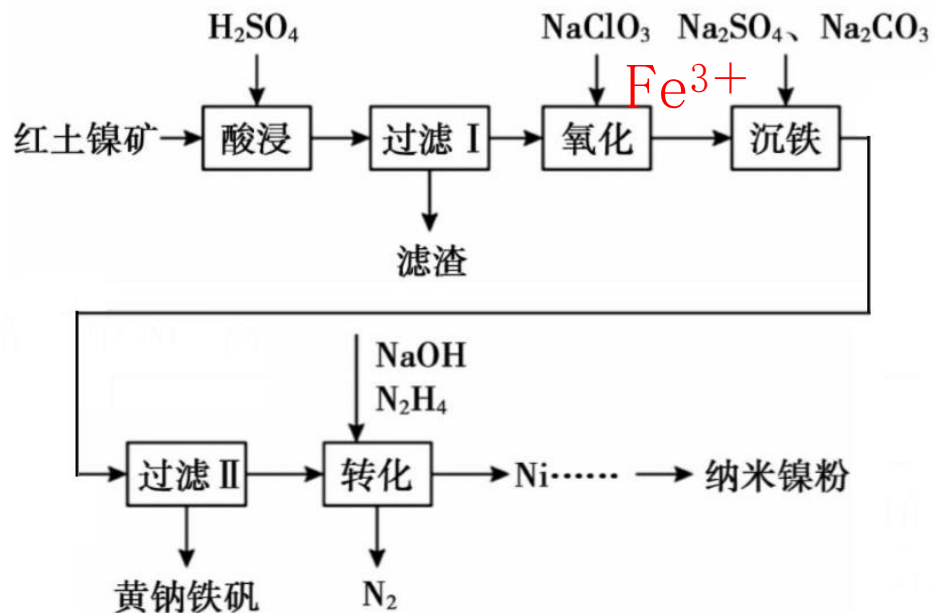 H₂SO₄ NaClO₃ Na₂SO₄、Na₂CO₃
Fe³⁺
红土镍矿 酸浸 过滤Ⅰ 氧化 沉铁
滤渣
NaOH
N₂H₄
过滤Ⅱ 转化 Ni…… 纳米镍粉
黄钠铁矾 N₂